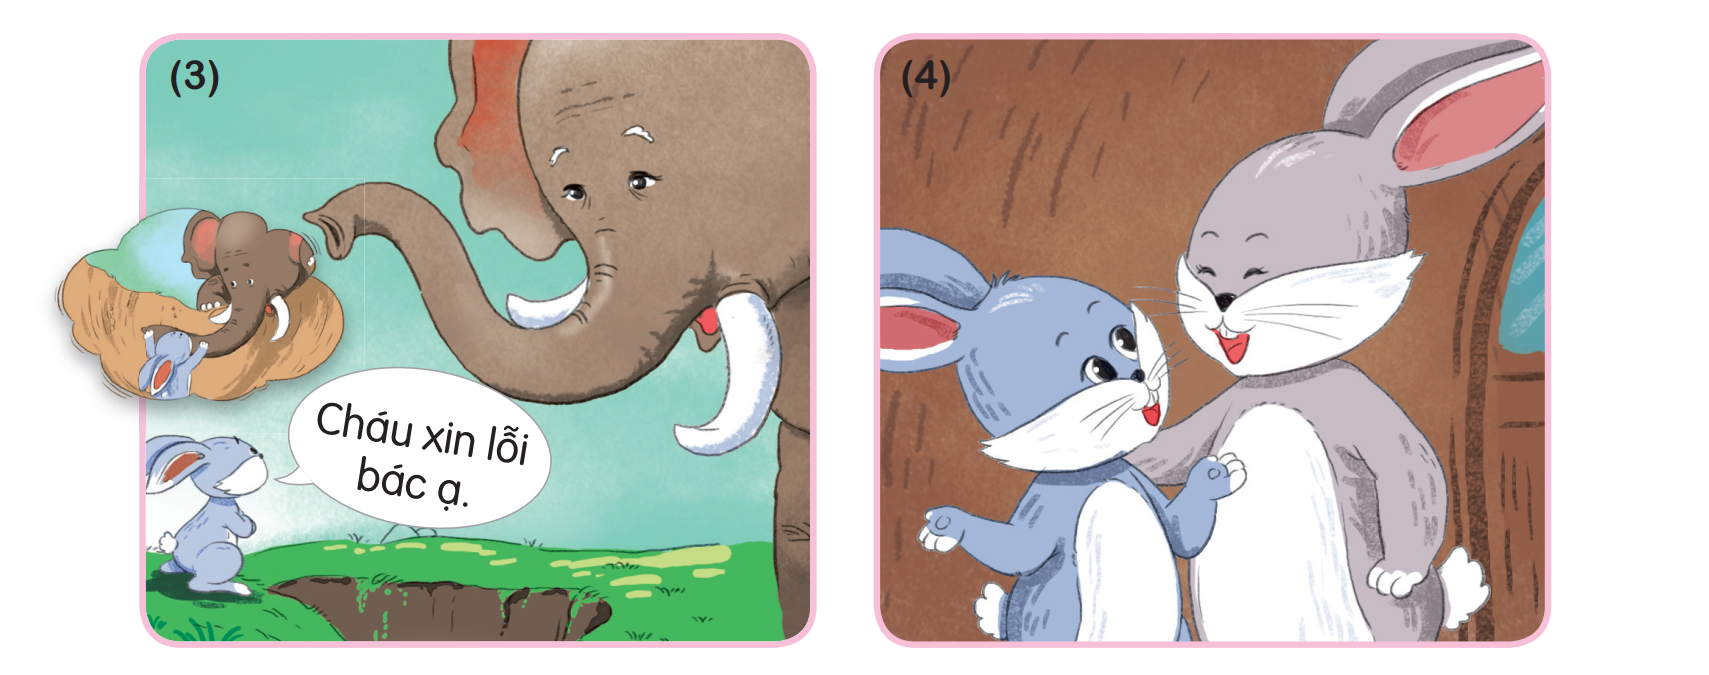 (3)
Cháu xin lỗi
bác ạ.
(4)